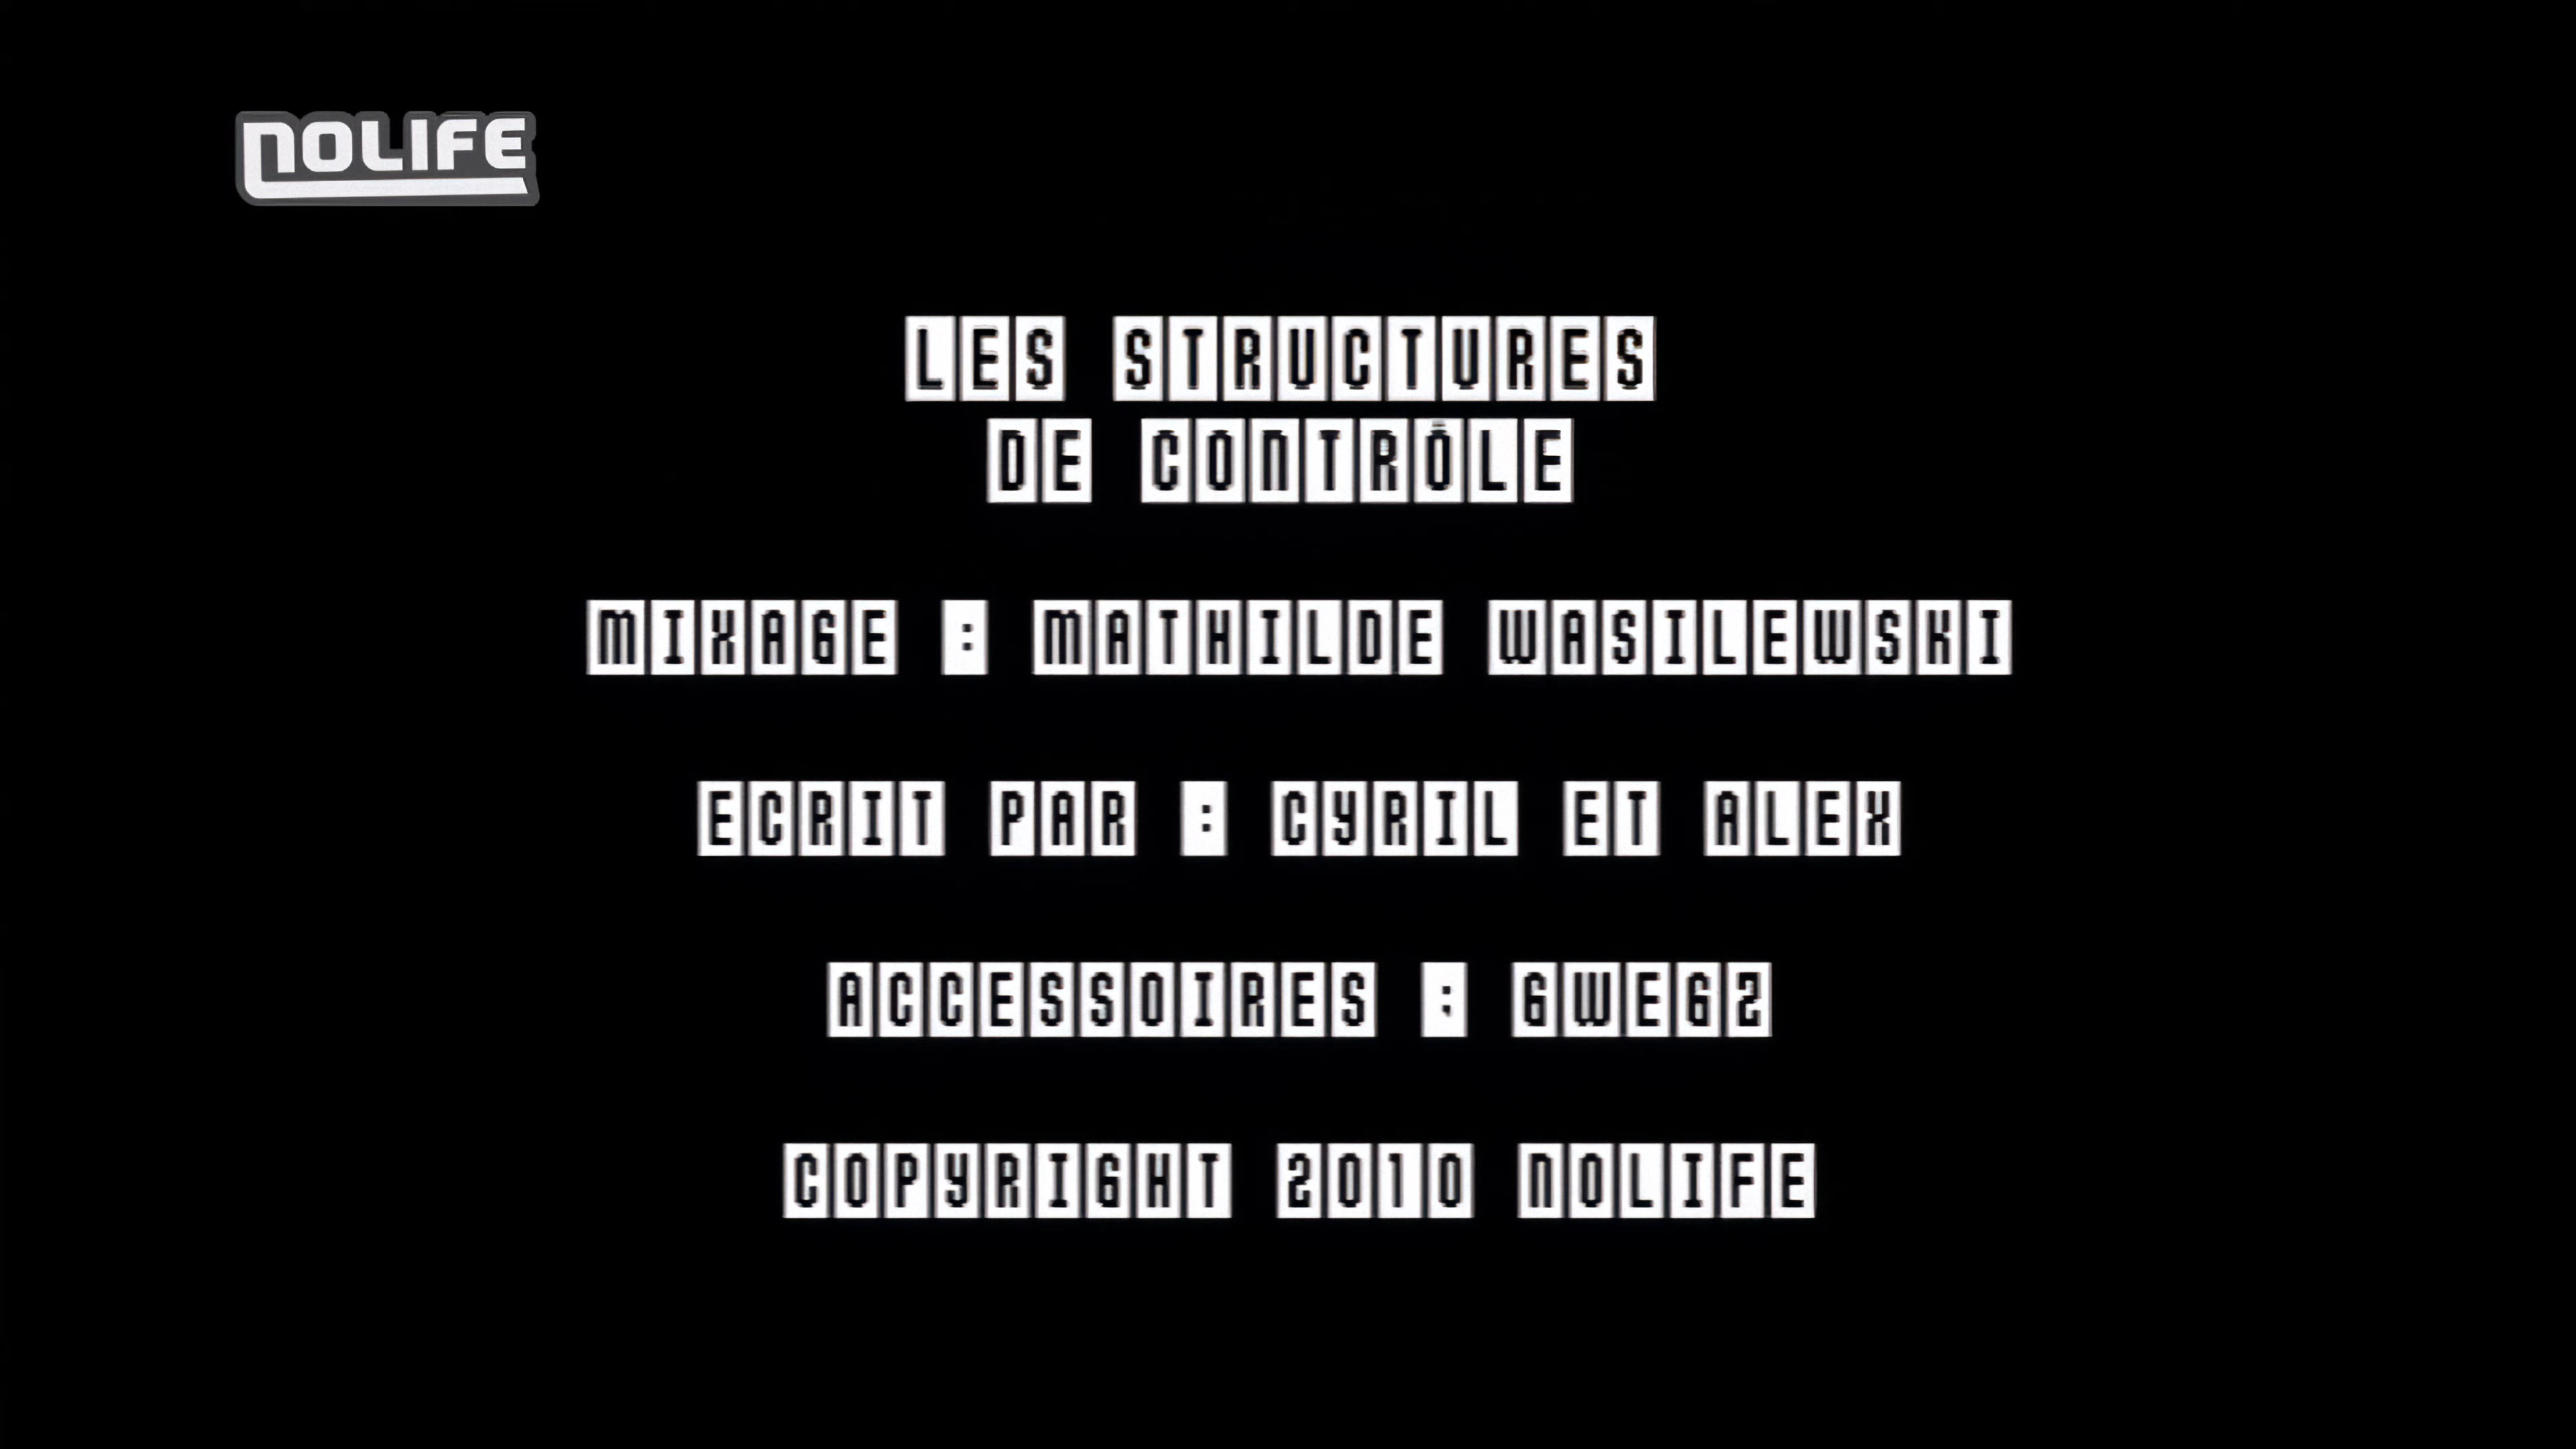 NOLIFE
LES STRUCTURES
DE CONTRÔLE
MIXAGE : MATHILDE WASILEWSKI
ECRIT PAR : CYRIL ET ALEX
ACCESSOIRES : GWEG2
COPYRIGHT 2010 NOLIFE